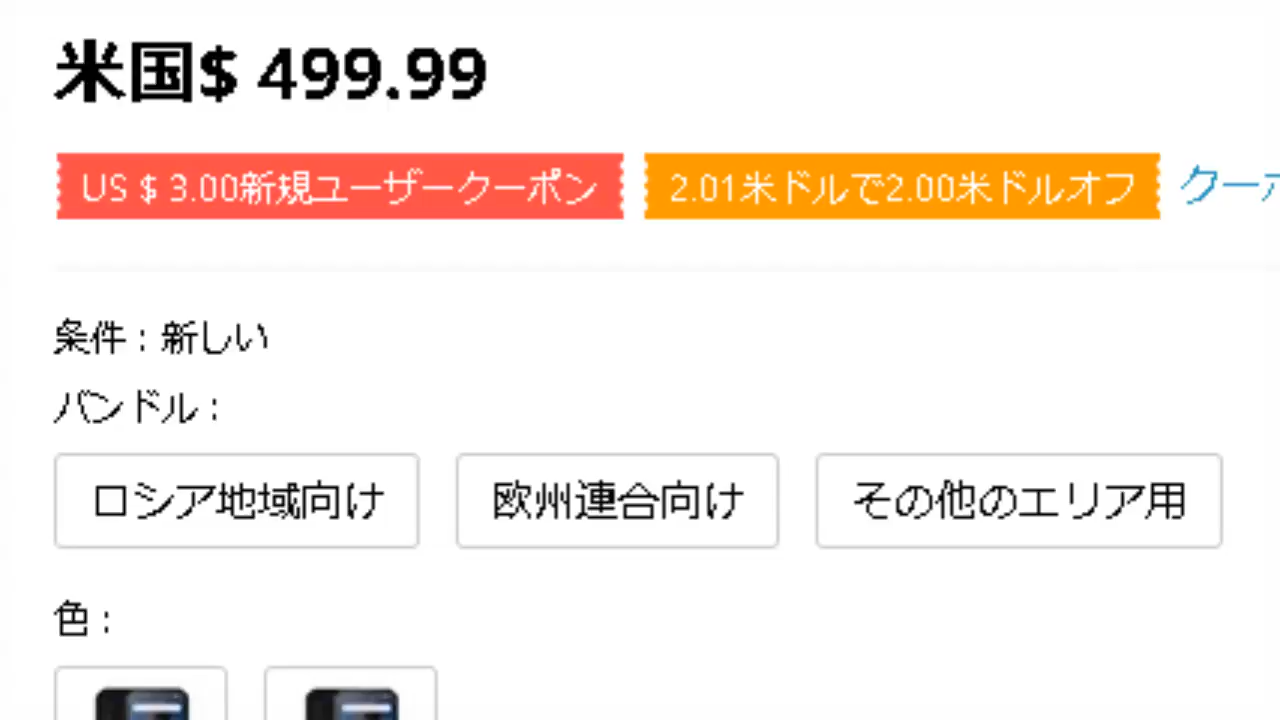 米国$ 499.99
US $ 3.00新規ユーザークーポン 2.01米ドルで2.00米ドルオフ クー
条件：新しい
バンドル：
ロシア地域向け 欧州連合向け その他のエリア用
色：